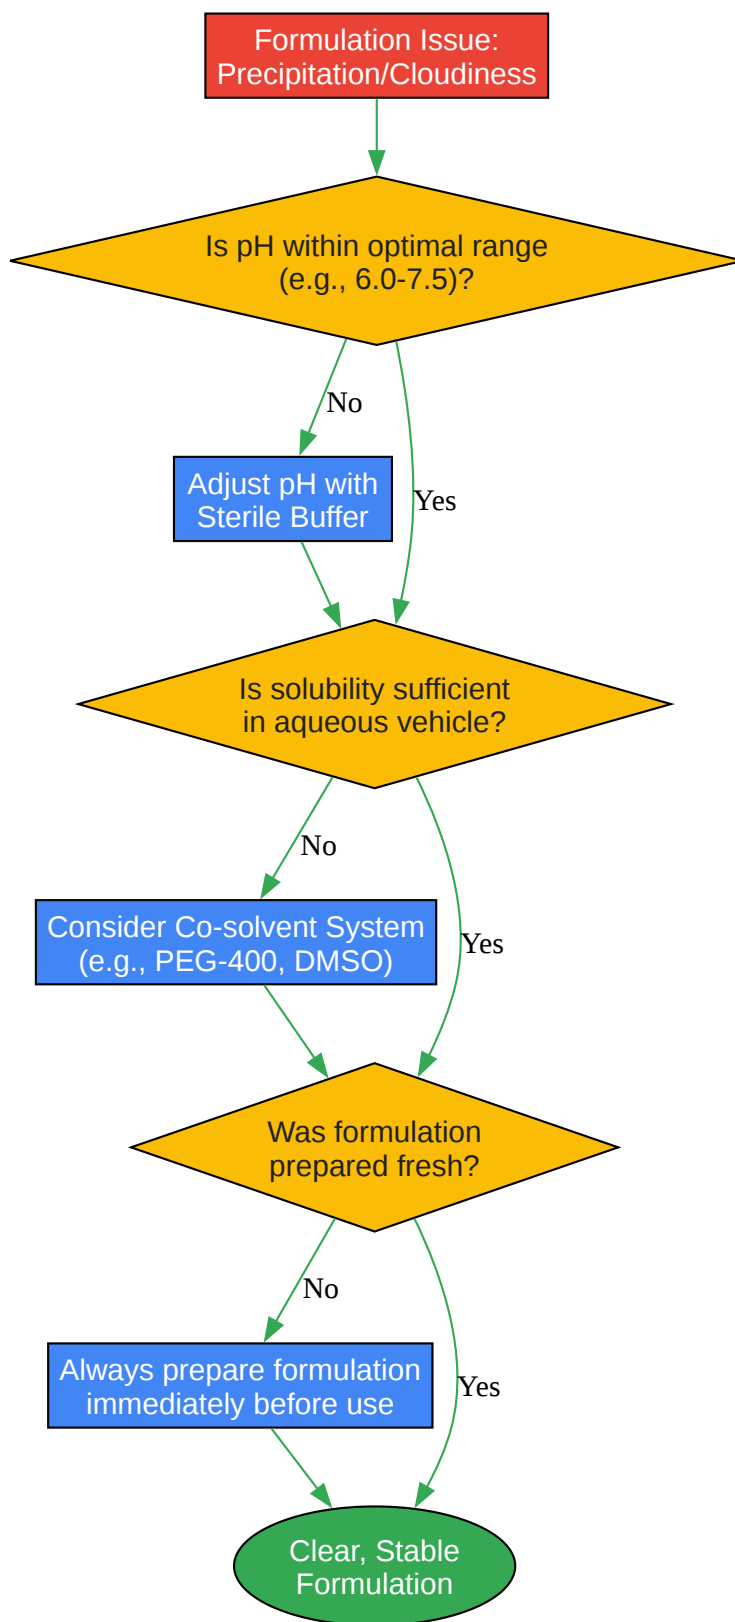 Formulation Issue:
Precipitation/Cloudiness
Is pH within optimal range
(e.g., 6.0-7.5)?
No
Yes
Adjust pH with
Sterile Buffer
Is solubility sufficient
in aqueous vehicle?
No
Yes
Consider Co-solvent System
(e.g., PEG-400, DMSO)
Was formulation
prepared fresh?
No
Yes
Always prepare formulation
immediately before use
Clear, Stable
Formulation